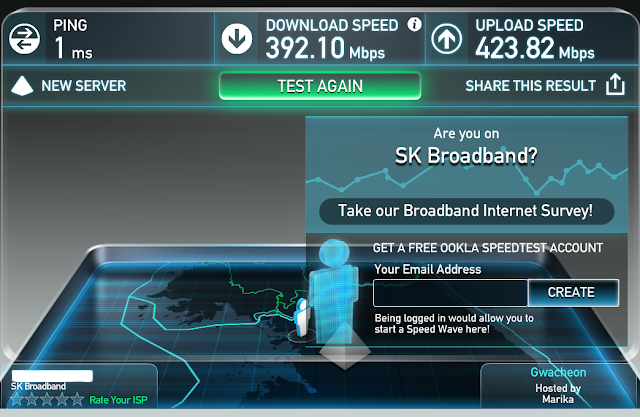 PING
1 ms
DOWNLOAD SPEED
392.10 Mbps
UPLOAD SPEED
423.82 Mbps
NEW SERVER
TEST AGAIN
SHARE THIS RESULT
Are you on
SK Broadband?
Take our Broadband Internet Survey!
GET A FREE OOKLA SPEEDTEST ACCOUNT
Your Email Address
CREATE
Being logged in would allow you to
start a Speed Wave here!
SK Broadband
Rate Your ISP
Gwacheon
Hosted by
Marika